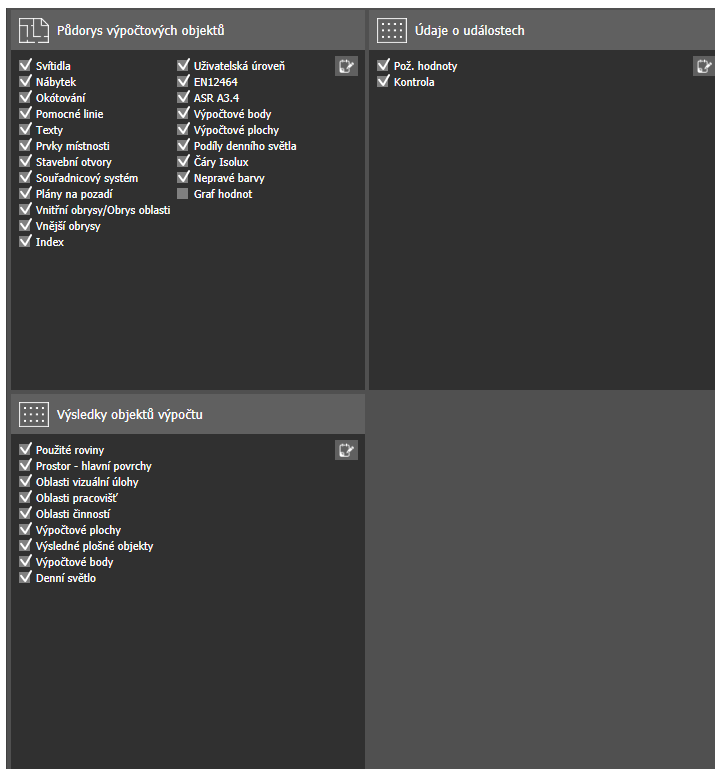 Půdorys výpočtových objektů
Svítidla
Nábytek
Okótování
Pomocné linie
Texty
Prvky místnosti
Stavební otvory
Souřadnicový systém
Plány na pozadí
Vnitřní obrysy/Obrys oblasti
Vnější obrysy
Index
Uživatelská úroveň
EN12464
ASR A3.4
Výpočtové body
Výpočtové plochy
Podíly denního světla
Čáry Isolux
Nepravé barvy
Graf hodnot
Údaje o událostech
Pož. hodnoty
Kontrola
Výsledky objektů výpočtu
Použité roviny
Prostor - hlavní povrchy
Oblasti vizuální úlohy
Oblasti pracovišť
Oblasti činností
Výpočtové plochy
Výsledné plošné objekty
Výpočtové body
Denní světlo